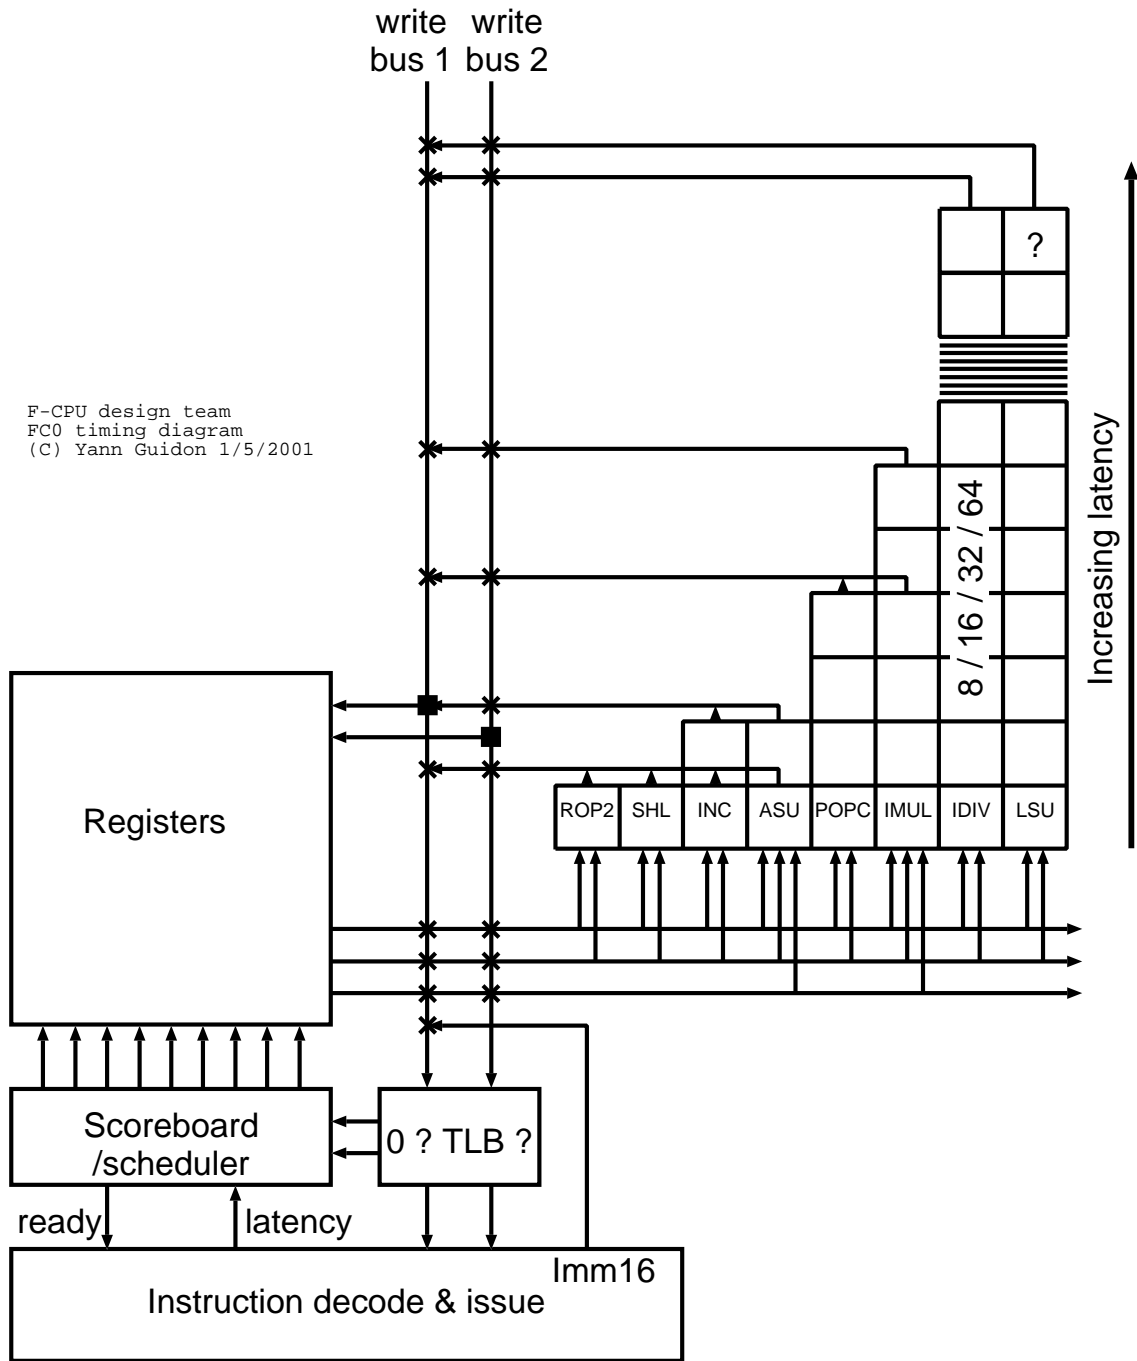 write write
bus 1 bus 2
?
F-CPU design team
FC0 timing diagram
(C) Yann Guidon 1/5/2001
Increasing latency
8 / 16 / 32 / 64
ROP2 SHL INC ASU POPC IMUL IDIV LSU
Registers
Scoreboard
/scheduler
0 ? TLB ?
ready latency
Imm16
Instruction decode & issue